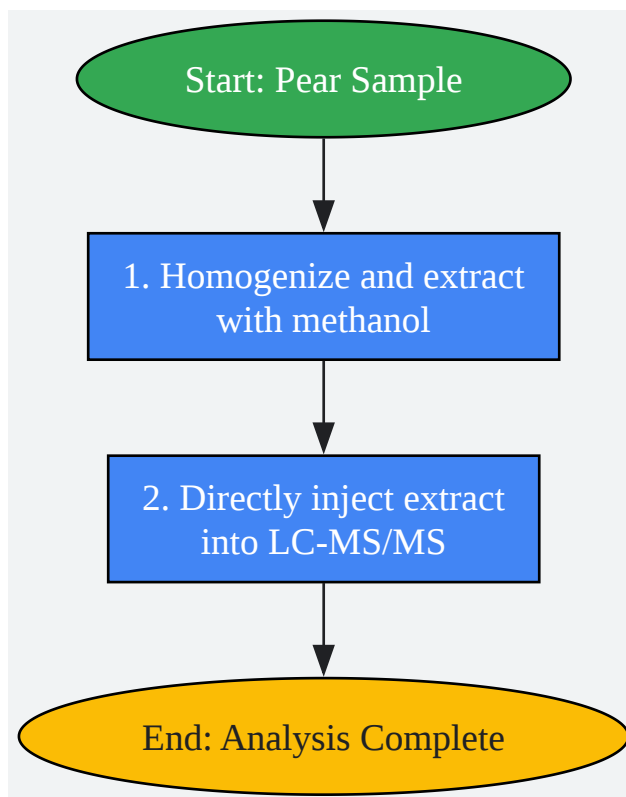 Start: Pear Sample
1. Homogenize and extract
with methanol
2. Directly inject extract
into LC-MS/MS
End: Analysis Complete